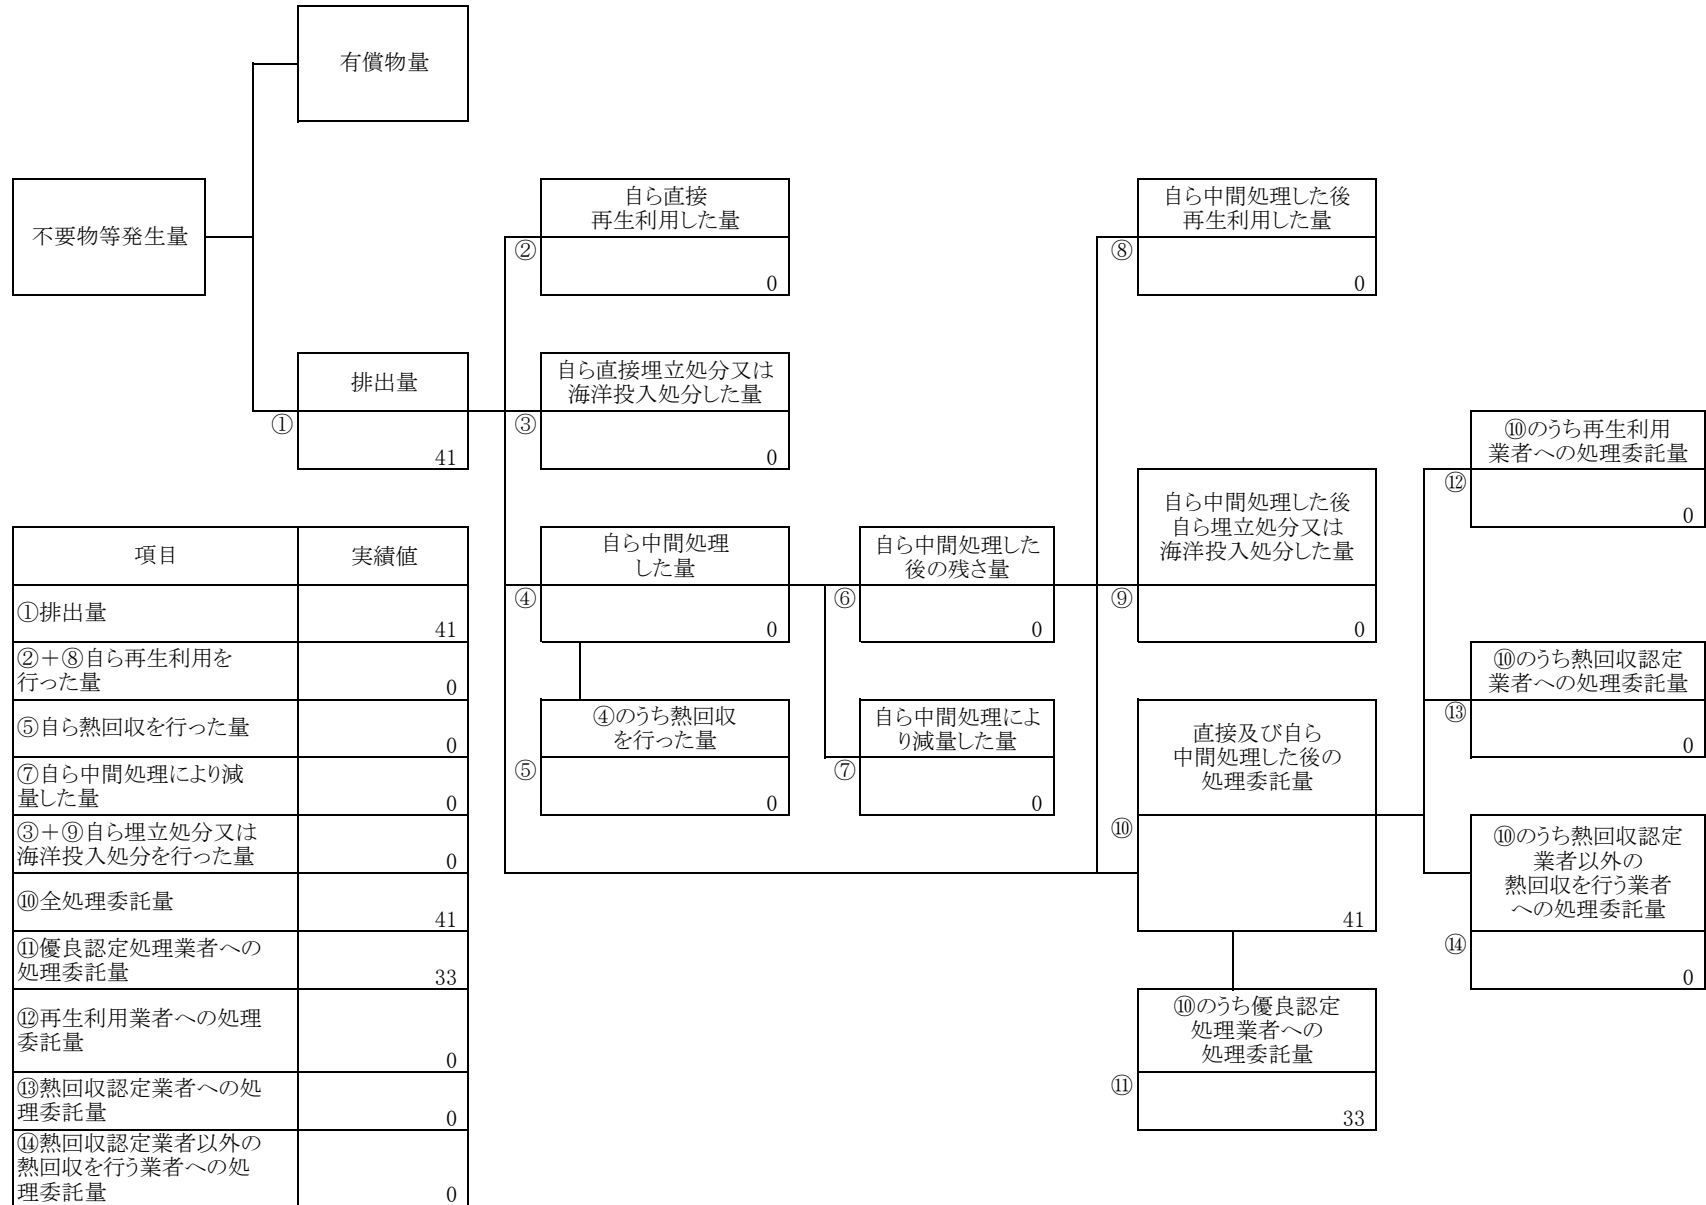 有償物量
不要物等発生量
排出量
①
41
自ら直接
再生利用した量
②
0
自ら直接埋立処分又は
海洋投入処分した量
③
0
自ら中間処理
した量
④
0
④のうち熱回収
を行った量
⑤
0
自ら中間処理した
後の残さ量
⑥
0
自ら中間処理によ
り減量した量
⑦
0
自ら中間処理した後
再生利用した量
⑧
0
自ら中間処理した後
自ら埋立処分又は
海洋投入処分した量
⑨
0
直接及び自ら
中間処理した後の
処理委託量
⑩
41
⑩のうち優良認定
処理業者への
処理委託量
⑪
33
⑩のうち再生利用
業者への処理委託量
⑫
0
⑩のうち熱回収認定
業者への処理委託量
⑬
0
⑩のうち熱回収認定
業者以外の
熱回収を行う業者
への処理委託量
⑭
0
項目 実績値
①排出量
41
②+⑧自ら再生利用を
行った量
0
⑤自ら熱回収を行った量
0
⑦自ら中間処理により減
量した量
0
③+⑨自ら埋立処分又は
海洋投入処分を行った量
0
⑩全処理委託量
41
⑪優良認定処理業者への
処理委託量
33
⑫再生利用業者への処理
委託量
0
⑬熱回収認定業者への処
理委託量
0
⑭熱回収認定業者以外の
熱回収を行う業者への処
理委託量
0